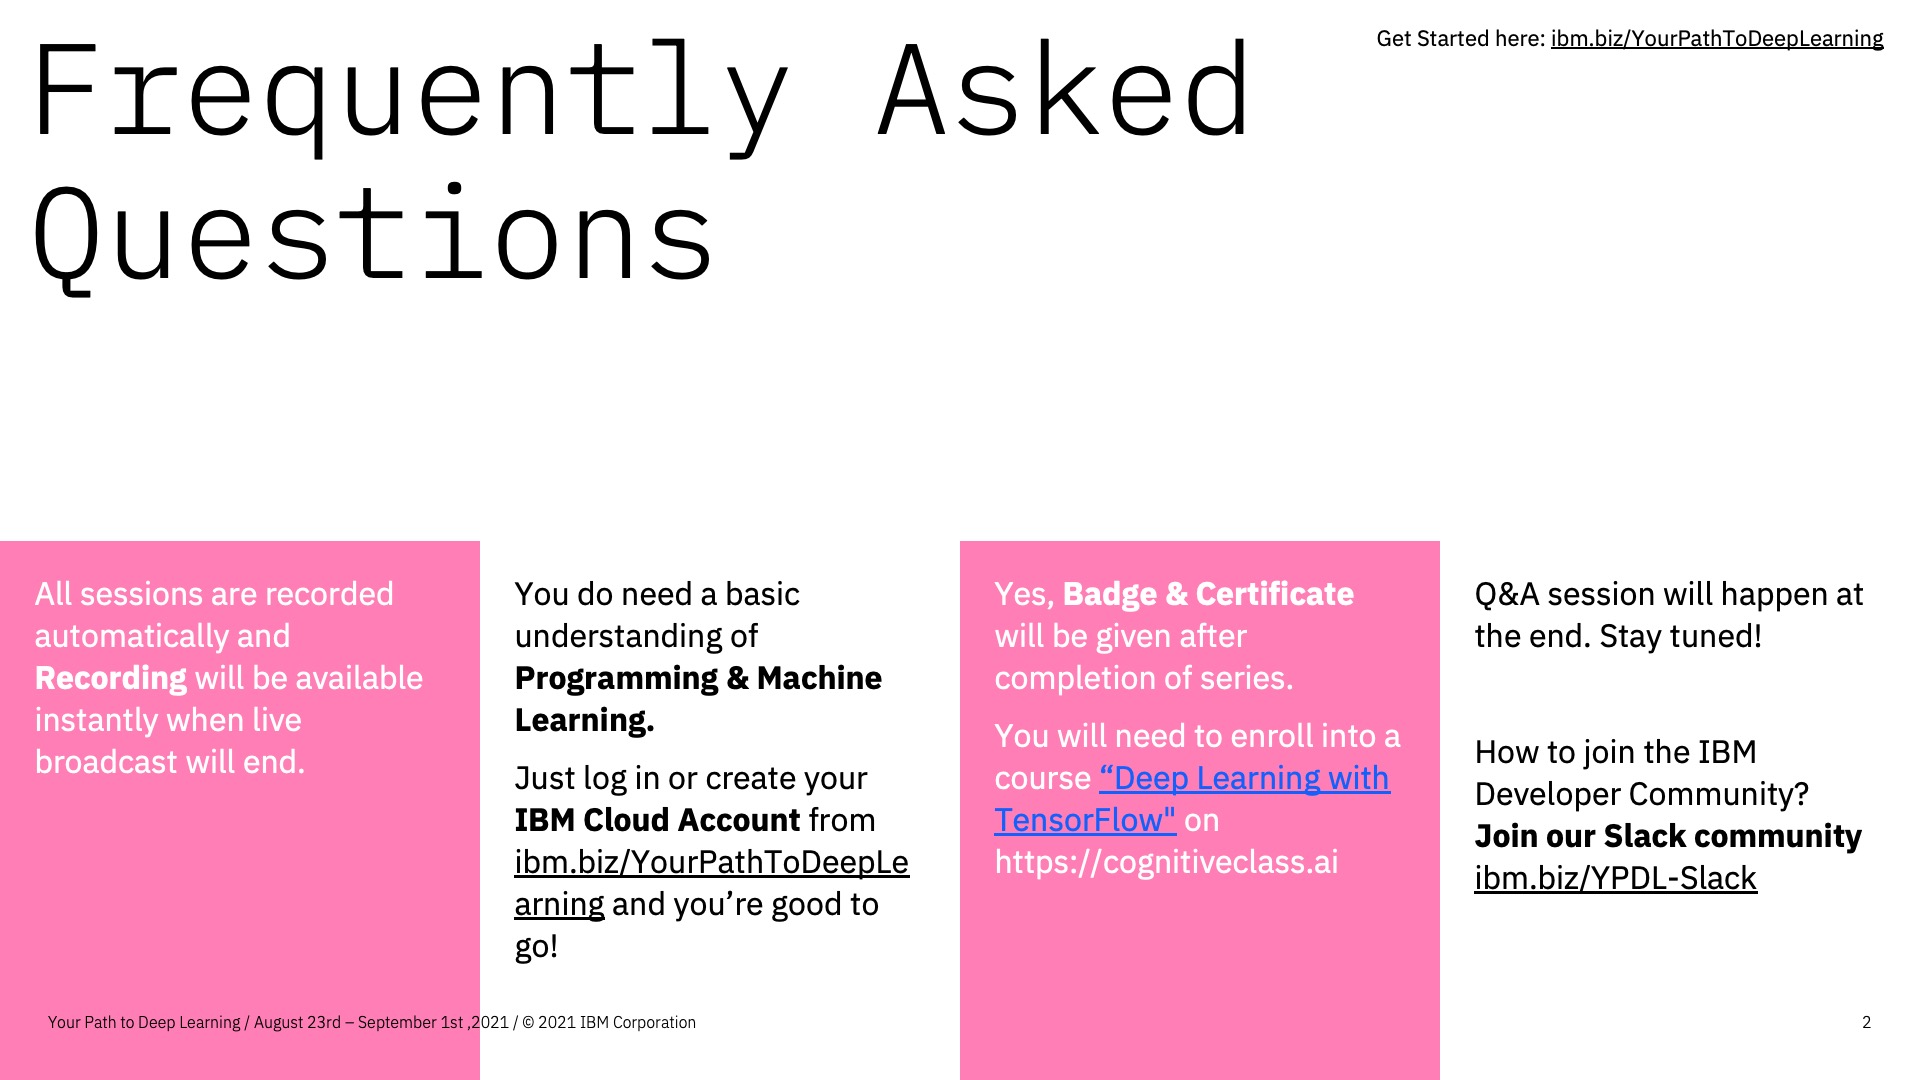 Get Started here: ibm.biz/YourPathToDeepLearning
Frequently Asked
Questions
All sessions are recorded
automatically and
Recording will be available
instantly when live
broadcast will end.
You do need a basic
understanding of
Programming & Machine
Learning.
Just log in or create your
IBM Cloud Account from
ibm.biz/YourPathToDeepLe
arning and you’re good to
go!
Yes, Badge & Certificate
will be given after
completion of series.
You will need to enroll into a
course “Deep Learning with
TensorFlow" on
https://cognitiveclass.ai
Q&A session will happen at
the end. Stay tuned!
How to join the IBM
Developer Community?
Join our Slack community
ibm.biz/YPDL-Slack
Your Path to Deep Learning / August 23rd – September 1st ,2021 / © 2021 IBM Corporation
2